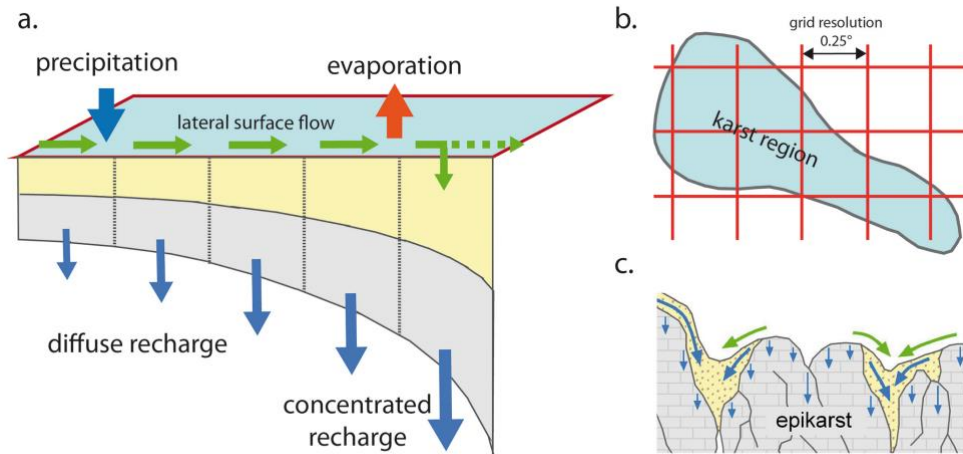 a.
precipitation
evaporation
lateral surface flow
diffuse recharge
concentrated
recharge
b.
grid resolution
0.25°
karst region
c.
epikarst